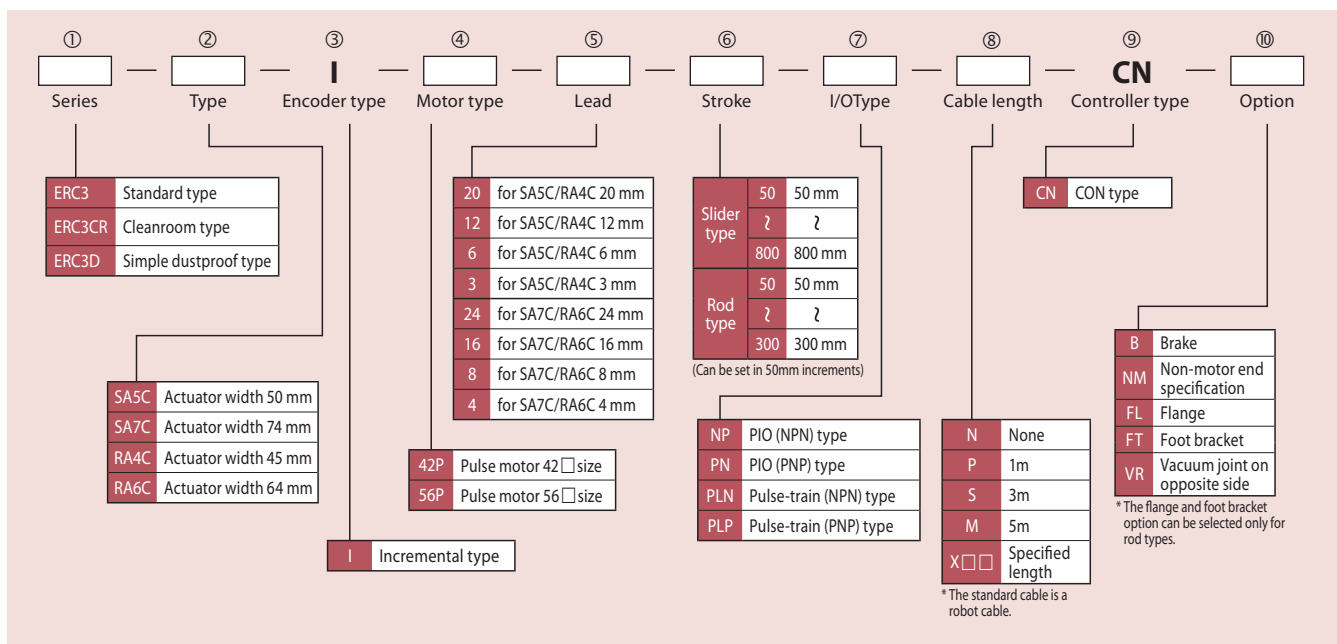 ① ② ③ ④ ⑤ ⑥ ⑦ ⑧ ⑨ ⑩
— — I — — — — — — CN —
Series Type Encoder type Motor type Lead Stroke I/OType Cable length Controller type Option
ERC3 Standard type
ERC3CR Cleanroom type
ERC3D Simple dustproof type
SA5C Actuator width 50 mm
SA7C Actuator width 74 mm
RA4C Actuator width 45 mm
RA6C Actuator width 64 mm
I Incremental type
42P Pulse motor 42□size
56P Pulse motor 56□size
20 for SA5C/RA4C 20 mm
12 for SA5C/RA4C 12 mm
6 for SA5C/RA4C 6 mm
3 for SA5C/RA4C 3 mm
24 for SA7C/RA6C 24 mm
16 for SA7C/RA6C 16 mm
8 for SA7C/RA6C 8 mm
4 for SA7C/RA6C 4 mm
Slider
type
50 50 mm
≀ ≀
800 800 mm
Rod
type
50 50 mm
≀ ≀
300 300 mm
(Can be set in 50mm increments)
NP PIO (NPN) type
PN PIO (PNP) type
PLN Pulse-train (NPN) type
PLP Pulse-train (PNP) type
N None
P 1m
S 3m
M 5m
X□□ Specified
length
* The standard cable is a
robot cable.
CN CON type
B Brake
NM Non-motor end
specification
FL Flange
FT Foot bracket
VR Vacuum joint on
opposite side
* The flange and foot bracket
option can be selected only for
rod types.